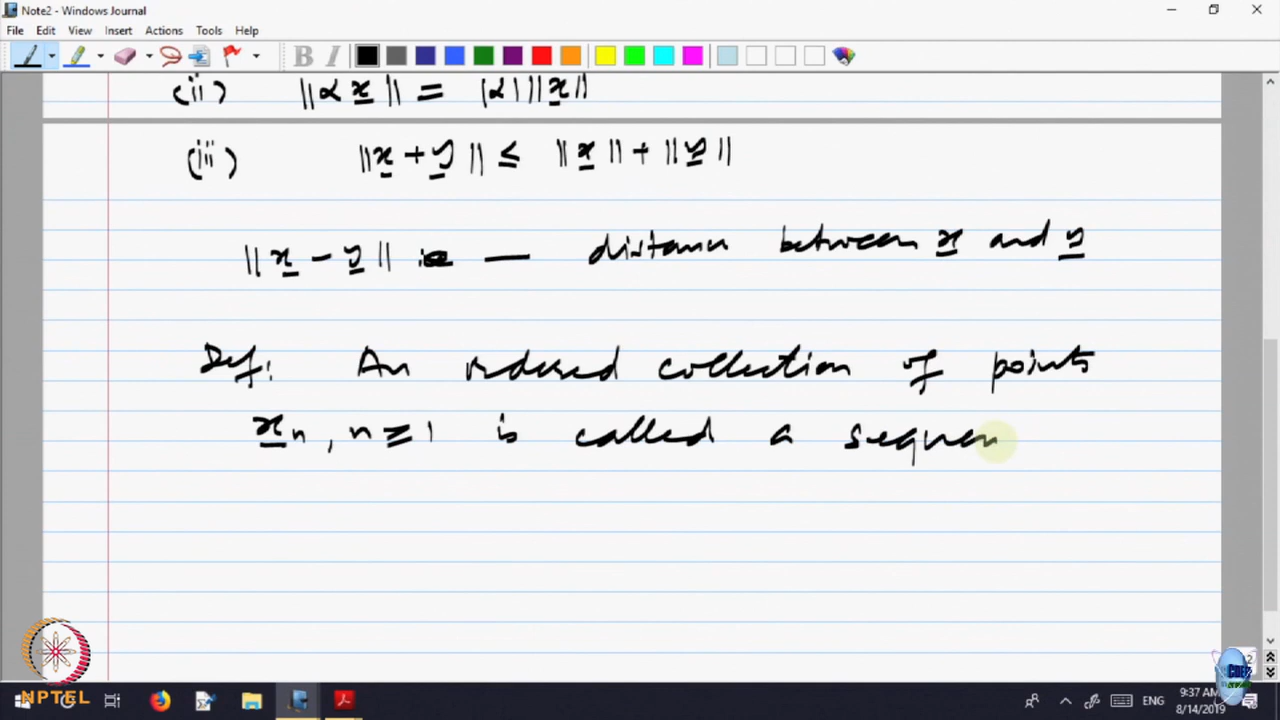 Note2 - Windows Journal
File Edit View Insert Actions Tools Help
(ii) ||α x|| = |α| ||x||
(iii) ||x + y|| ≤ ||x|| + ||y||
||x - y|| — distance between x and y
Def: An ordered collection of points
xn, n ≥ 1 is called a sequen
NPTEL
ENG
9:37 AM
8/14/2019